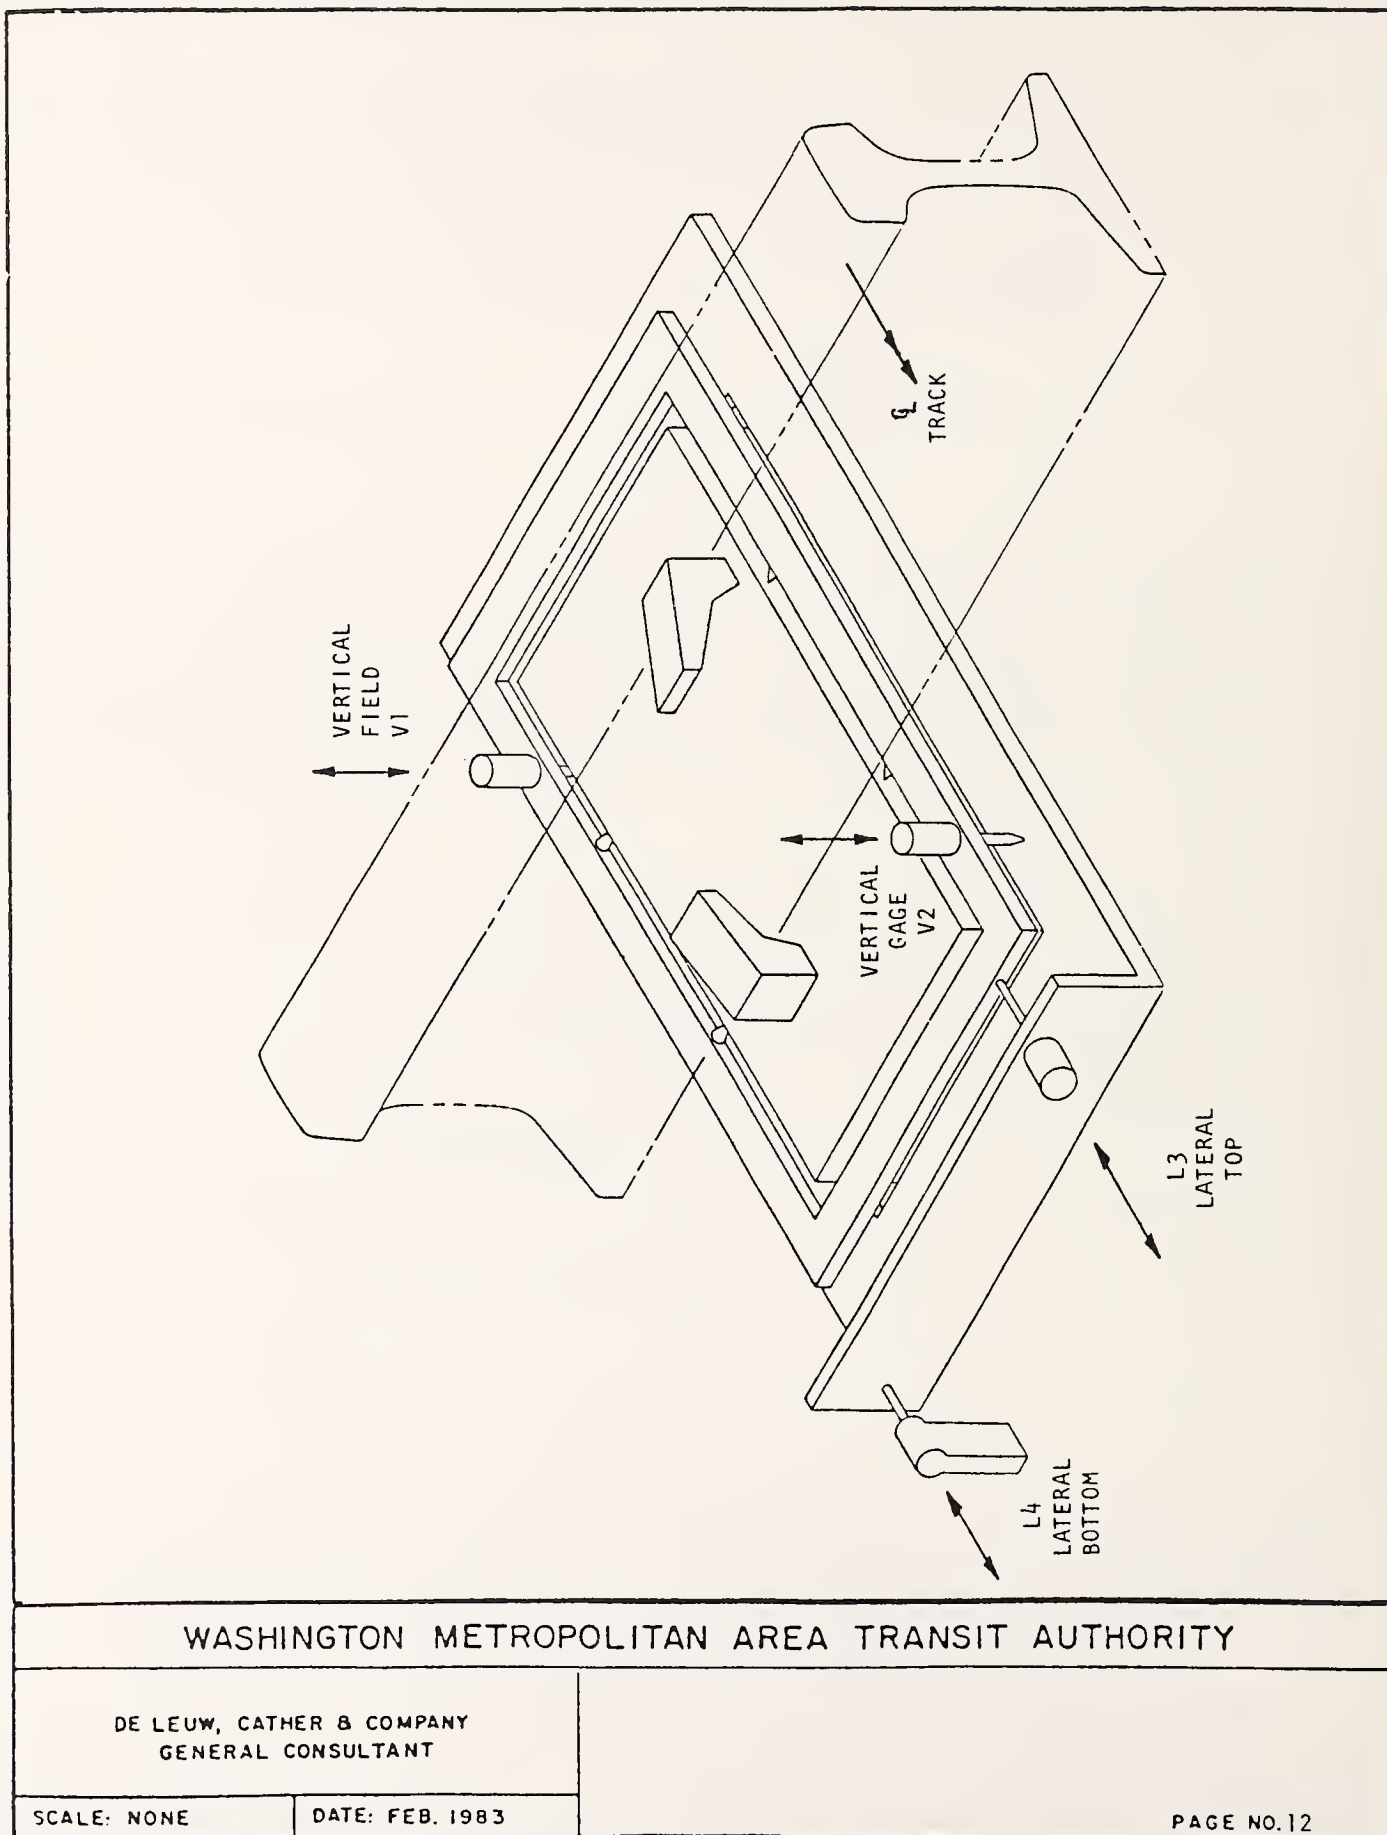 VERTICAL
FIELD
V1
℄
TRACK
VERTICAL
GAGE
V2
L3
LATERAL
TOP
L4
LATERAL
BOTTOM
WASHINGTON METROPOLITAN AREA TRANSIT AUTHORITY
DE LEUW, CATHER & COMPANY
GENERAL CONSULTANT
SCALE: NONE
DATE: FEB. 1983
PAGE NO.12